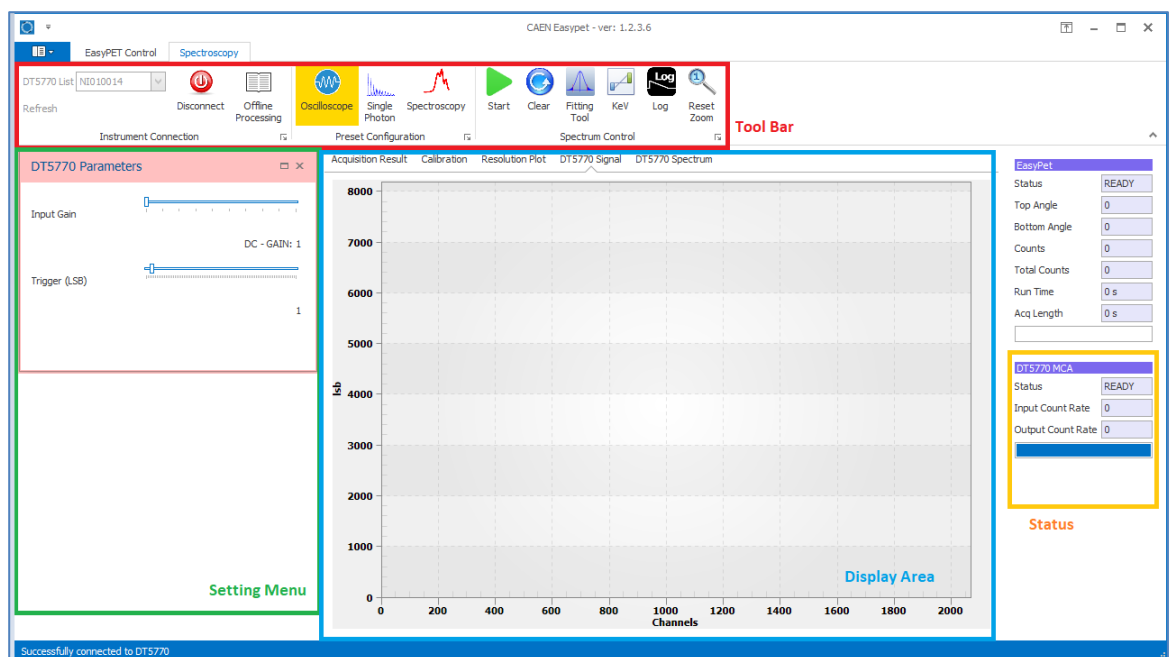 CAEN Easypet - ver: 1.2.3.6
EasyPET Control Spectroscopy
DT5770 List NI010014
Refresh
Disconnect
Offline Processing
Instrument Connection
Oscilloscope
Single Photon
Spectroscopy
Preset Configuration
Start
Clear
Fitting Tool
KeV
Log
Log
Reset Zoom
1
Spectrum Control
Tool Bar
DT5770 Parameters
Input Gain
DC - GAIN: 1
Trigger (LSB)
1
Setting Menu
Acquisition Result Calibration Resolution Plot DT5770 Signal DT5770 Spectrum
8000
7000
6000
5000
4000
3000
2000
1000
0
lsb
0 200 400 600 800 1000 1200 1400 1600 1800 2000
Channels
Display Area
EasyPet
Status READY
Top Angle 0
Bottom Angle 0
Counts 0
Total Counts 0
Run Time 0 s
Acq Length 0 s
DT5770 MCA
Status READY
Input Count Rate 0
Output Count Rate 0
Status
Successfully connected to DT5770